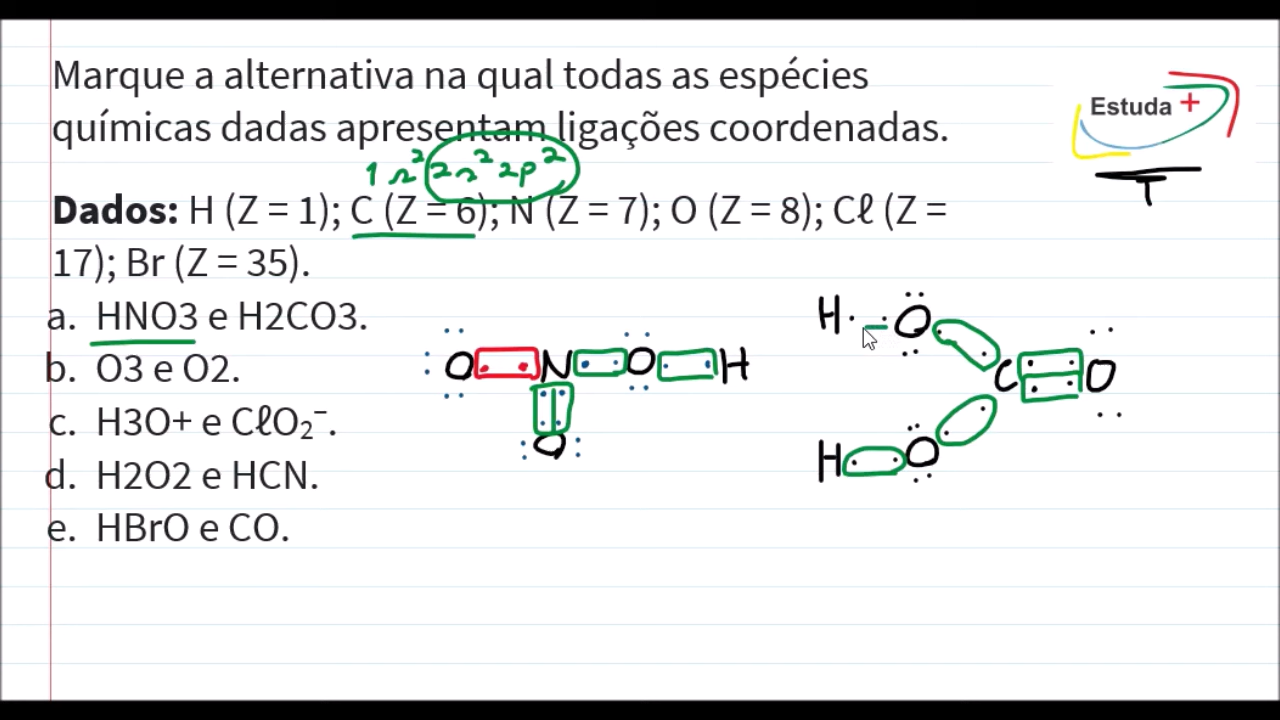 Marque a alternativa na qual todas as espécies
químicas dadas apresentam ligações coordenadas.
Estuda +
T
1s² 2s² 2p²
Dados: H (Z = 1); C (Z = 6); N (Z = 7); O (Z = 8); Cℓ (Z =
17); Br (Z = 35).
a. HNO3 e H2CO3.
b. O3 e O2.
c. H3O+ e CℓO₂⁻.
d. H2O2 e HCN.
e. HBrO e CO.
O N O H
O
H O
C O
H O